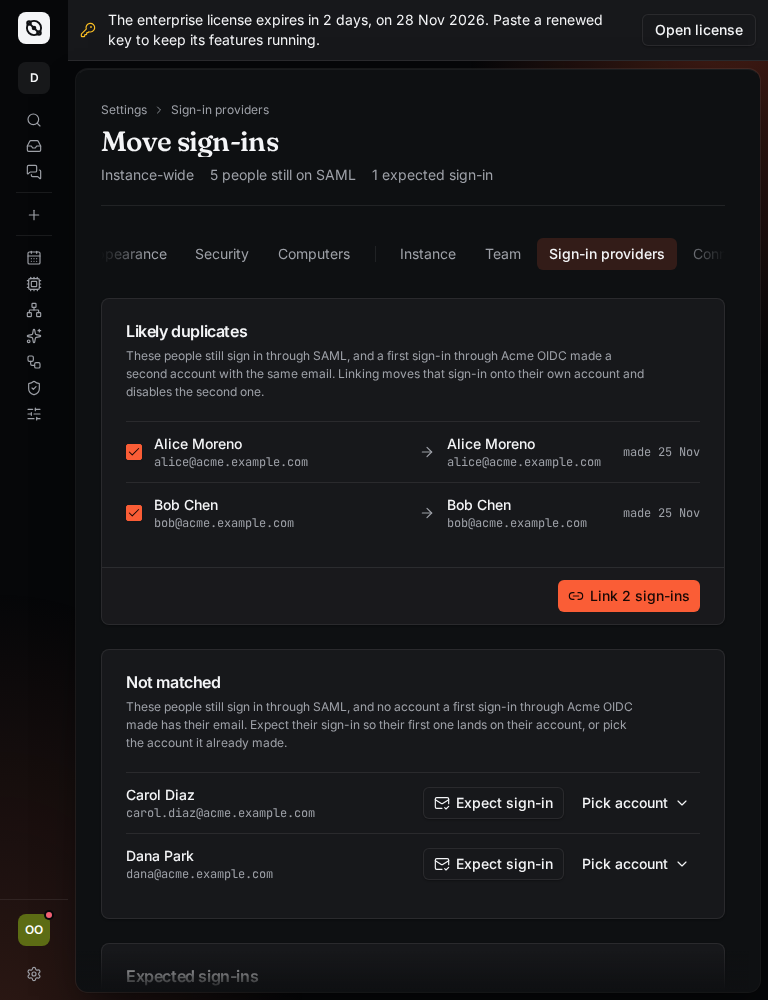 The enterprise license expires in 2 days, on 28 Nov 2026. Paste a renewed
key to keep its features running.
Open license
D
Settings
Sign-in providers
Move sign-ins
Instance-wide
5 people still on SAML
1 expected sign-in
pearance
Security
Computers
Instance
Team
Sign-in providers
Likely duplicates
These people still sign in through SAML, and a first sign-in through Acme OIDC made a
second account with the same email. Linking moves that sign-in onto their own account and
disables the second one.
Alice Moreno
alice@acme.example.com
Alice Moreno
alice@acme.example.com
made 25 Nov
Bob Chen
bob@acme.example.com
Bob Chen
bob@acme.example.com
made 25 Nov
Link 2 sign-ins
Not matched
These people still sign in through SAML, and no account a first sign-in through Acme OIDC
made has their email. Expect their sign-in so their first one lands on their account, or pick
the account it already made.
Carol Diaz
carol.diaz@acme.example.com
Expect sign-in
Pick account
Dana Park
dana@acme.example.com
Expect sign-in
Pick account
Expected sign-ins
OO